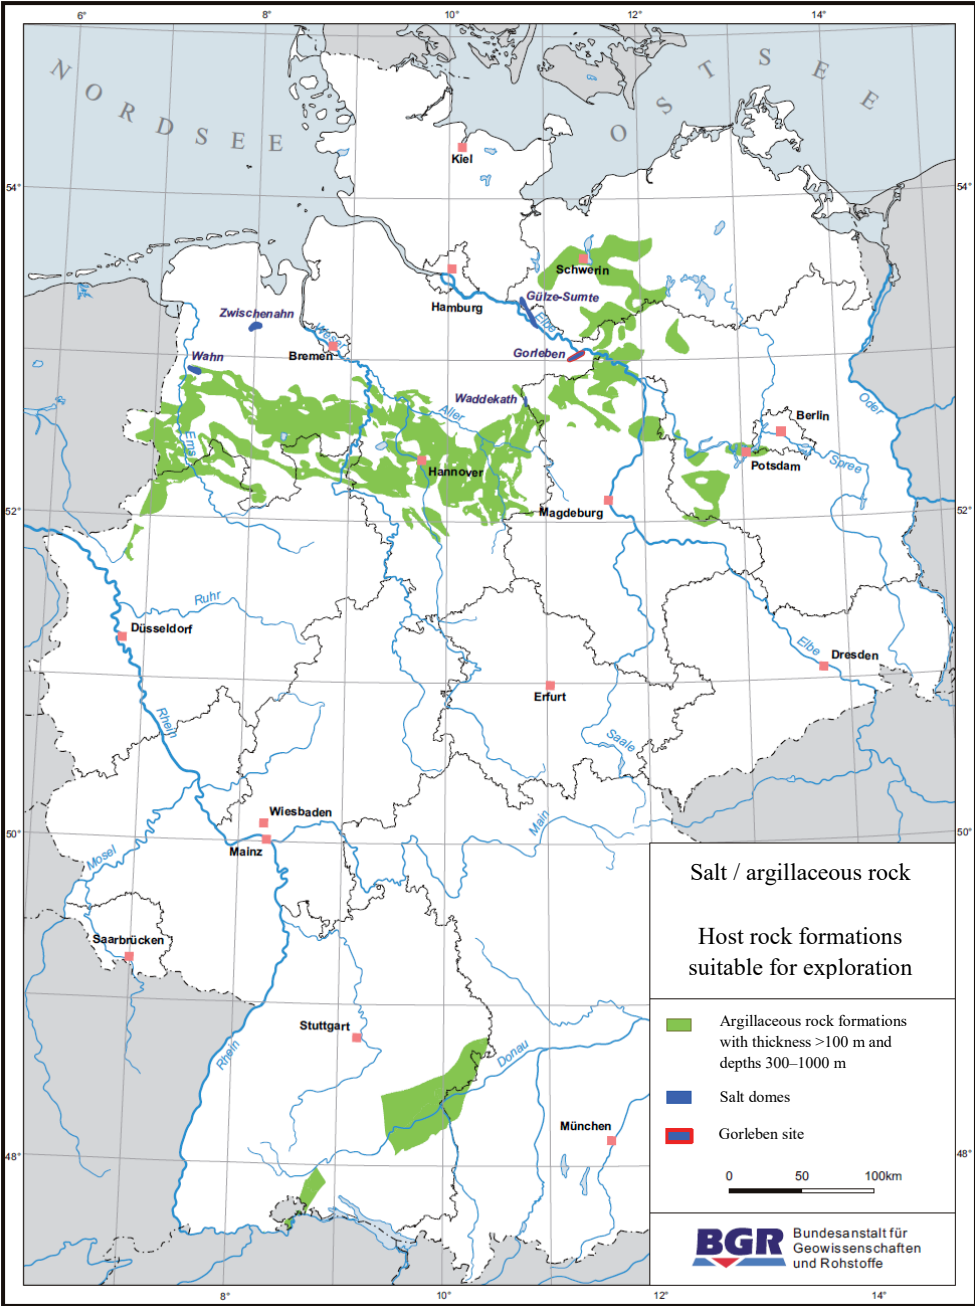 6°
8°
10°
12°
14°
NORDSEE
OSTSEE
54°
54°
Kiel
Schwerin
Hamburg
Gülze-Sumte
Elbe
Zwischenahn
Weser
Bremen
Gorleben
Wahn
Waddekath
Aller
Ems
Hannover
Berlin
Oder
Potsdam
Spree
Magdeburg
52°
52°
Ruhr
Düsseldorf
Elbe
Dresden
Erfurt
Rhein
Saale
Wiesbaden
Main
50°
50°
Mainz
Mosel
Saarbrücken
Stuttgart
Rhein
Donau
München
48°
48°
Salt / argillaceous rock
Host rock formations
suitable for exploration
Argillaceous rock formations
with thickness >100 m and
depths 300–1000 m
Salt domes
Gorleben site
0
50
100km
BGR
Bundesanstalt für
Geowissenschaften
und Rohstoffe
8°
10°
12°
14°